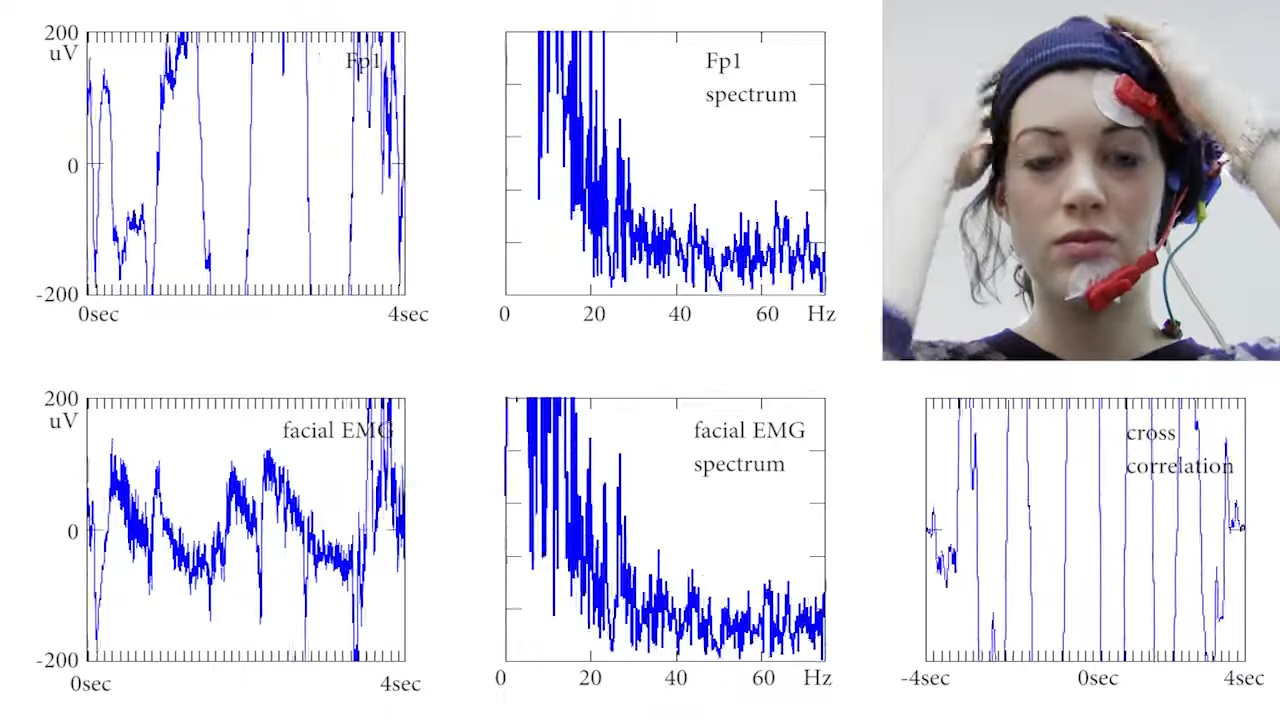 200
uV
0
-200
0sec
4sec
Fp1
Fp1
spectrum
0
20
40
60
Hz
200
uV
0
-200
0sec
4sec
facial EMG
facial EMG
spectrum
0
20
40
60
Hz
cross
correlation
-4sec
0sec
4sec